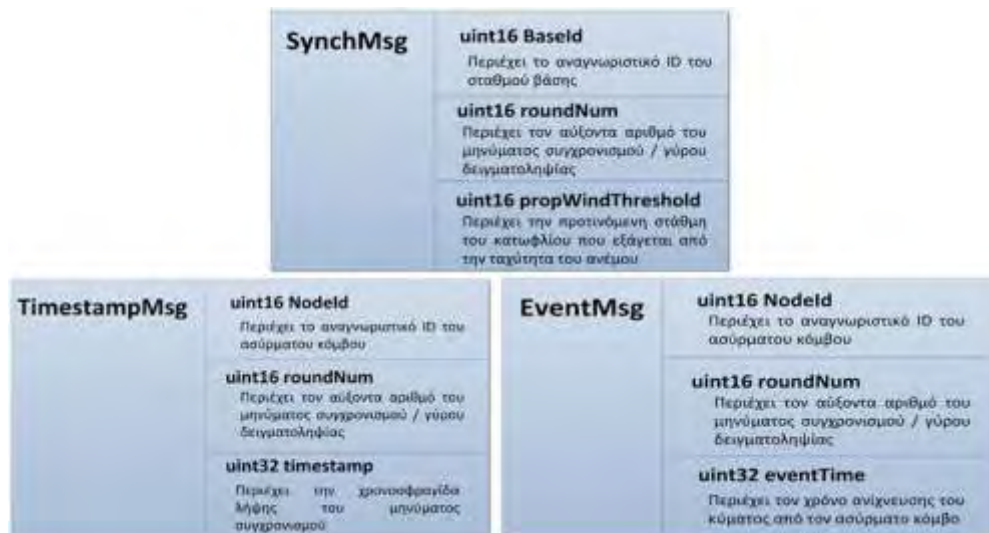 SynchMsg
uint16 BaseId
Περιέχει το αναγνωριστικό ID του
σταθμού βάσης
uint16 roundNum
Περιέχει τον αύξοντα αριθμό του
μηνύματος συγχρονισμού / γύρου
δειγματοληψίας
uint16 propWindThreshold
Περιέχει την προτινόμενη στάθμη
του κατωφλίου που εξάγεται από
την ταχύτητα του ανέμου
TimestampMsg
uint16 NodeId
Περιέχει το αναγνωριστικό ID του
ασύρματου κόμβου
uint16 roundNum
Περιέχει τον αύξοντα αριθμό του
μηνύματος συγχρονισμού / γύρου
δειγματοληψίας
uint32 timestamp
Περιέχει την χρονοσφραγίδα
λήψης του μηνύματος
συγχρονισμού
EventMsg
uint16 NodeId
Περιέχει το αναγνωριστικό ID του
ασύρματου κόμβου
uint16 roundNum
Περιέχει τον αύξοντα αριθμό του
μηνύματος συγχρονισμού / γύρου
δειγματοληψίας
uint32 eventTime
Περιέχει τον χρόνο ανίχνευσης του
κύματος από τον ασύρματο κόμβο